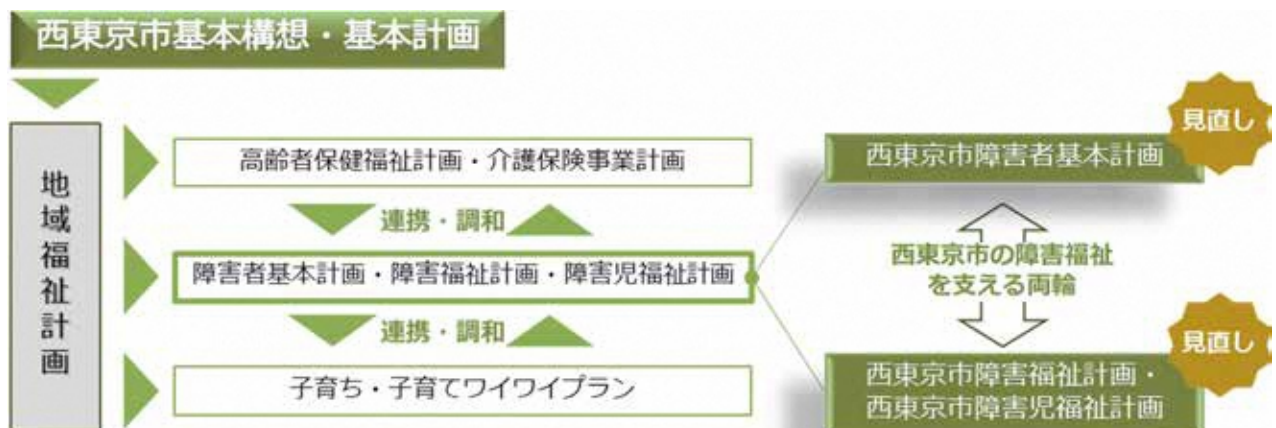 西東京市基本構想・基本計画
地域福祉計画
高齢者保健福祉計画・介護保険事業計画
連携・調和
障害者基本計画・障害福祉計画・障害児福祉計画
連携・調和
子育ち・子育てワイワイプラン
見直し
西東京市障害者基本計画
西東京市の障害福祉
を支える両輪
見直し
西東京市障害福祉計画・
西東京市障害児福祉計画